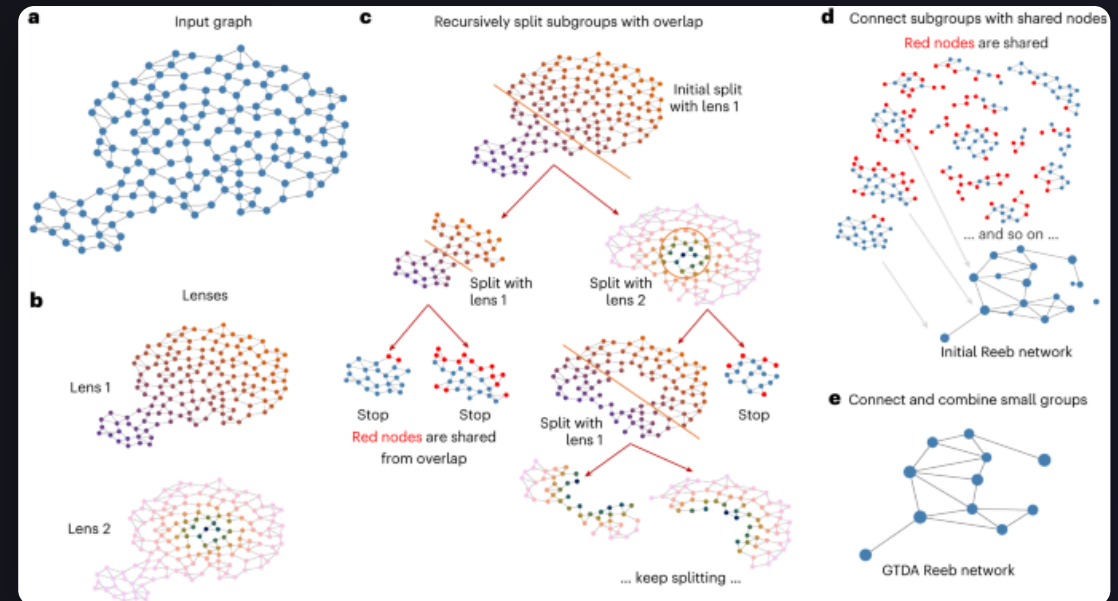 a Input graph
b Lenses
Lens 1
Lens 2
c Recursively split subgroups with overlap
Initial split
with lens 1
Split with
lens 1
Split with
lens 2
Stop
Stop
Red nodes are shared
from overlap
Split with
lens 1
Stop
... keep splitting ...
d Connect subgroups with shared nodes
Red nodes are shared
... and so on ...
Initial Reeb network
e Connect and combine small groups
GTDA Reeb network